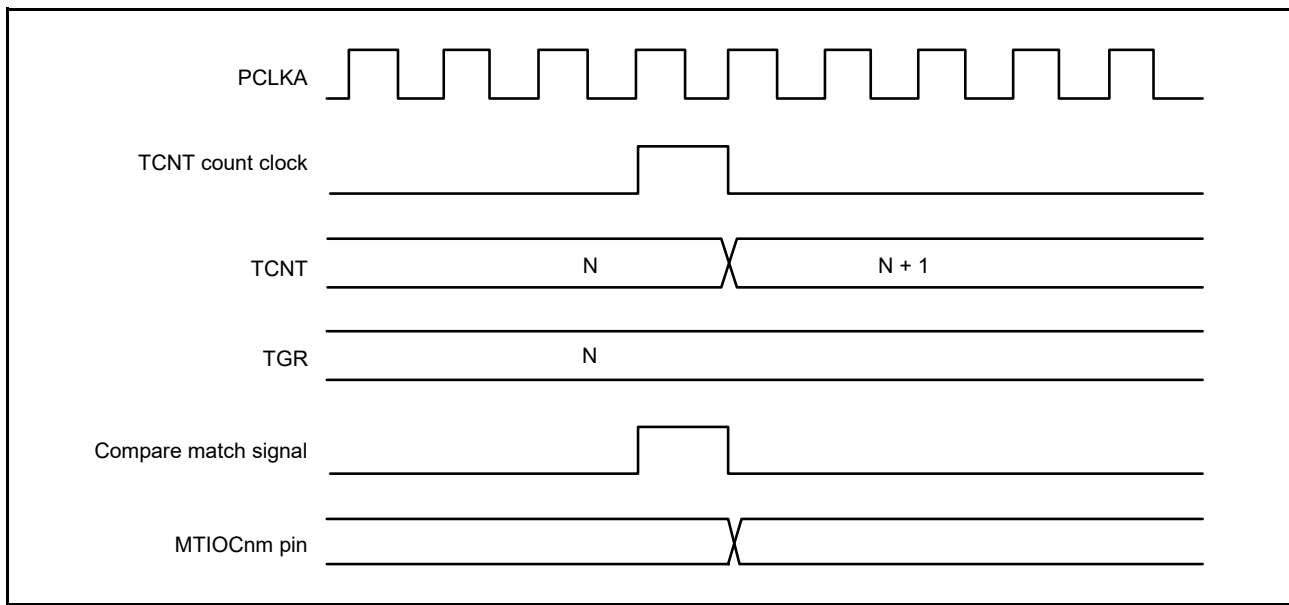 PCLKA
TCNT count clock
TCNT
N
N + 1
TGR
N
Compare match signal
MTIOCnm pin